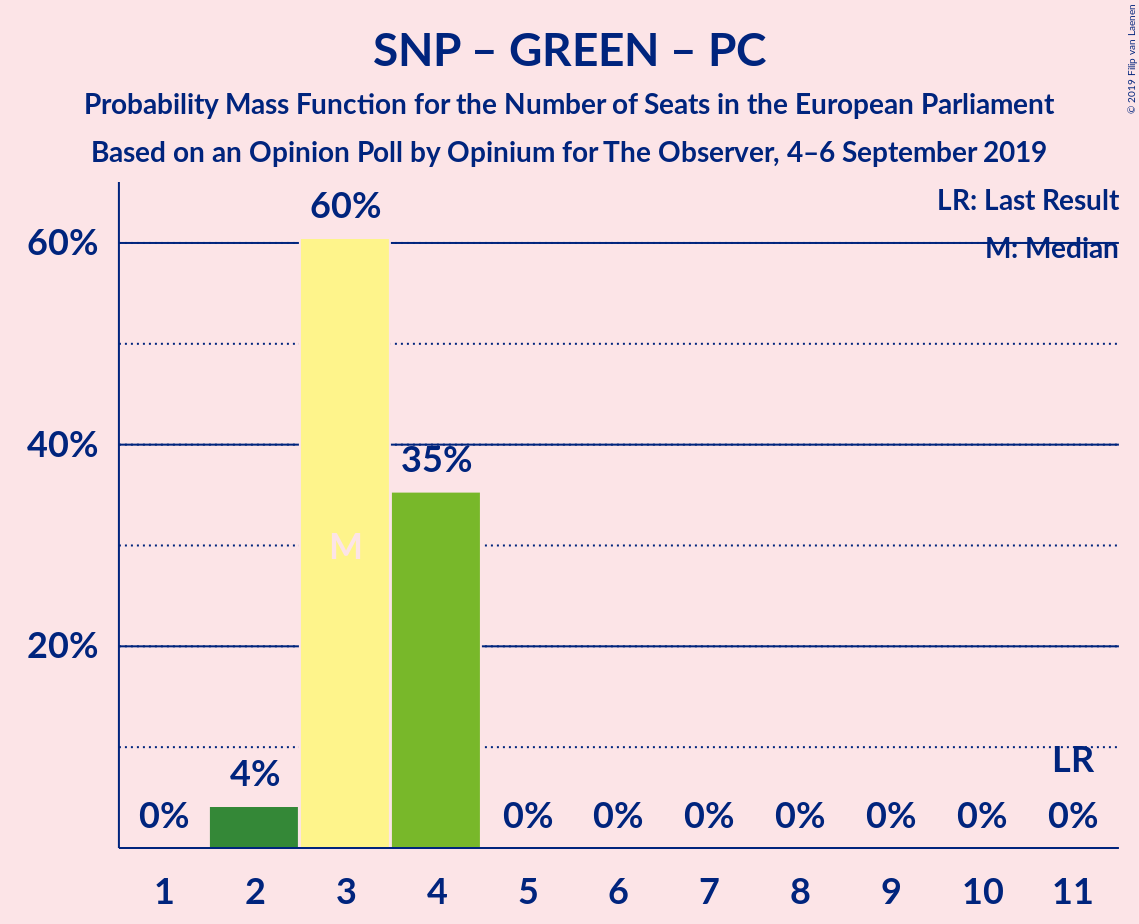 SNP – GREEN – PC
Probability Mass Function for the Number of Seats in the European Parliament
Based on an Opinion Poll by Opinium for The Observer, 4–6 September 2019
© 2019 Filip van Laenen
LR: Last Result
M: Median
60%
40%
20%
0%
4%
60%
M
35%
0%
0%
0%
0%
0%
0%
LR
0%
1 2 3 4 5 6 7 8 9 10 11